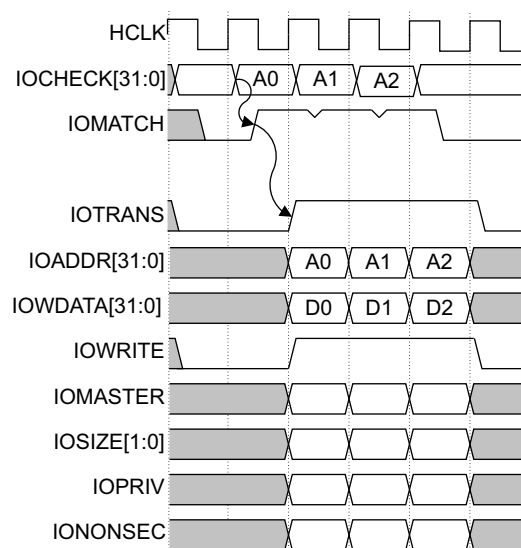 HCLK
IOCHECK[31:0] A0 A1 A2
IOMATCH
IOTRANS
IOADDR[31:0] A0 A1 A2
IOWDATA[31:0] D0 D1 D2
IOWRITE
IOMASTER
IOSIZE[1:0]
IOPRIV
IONONSEC